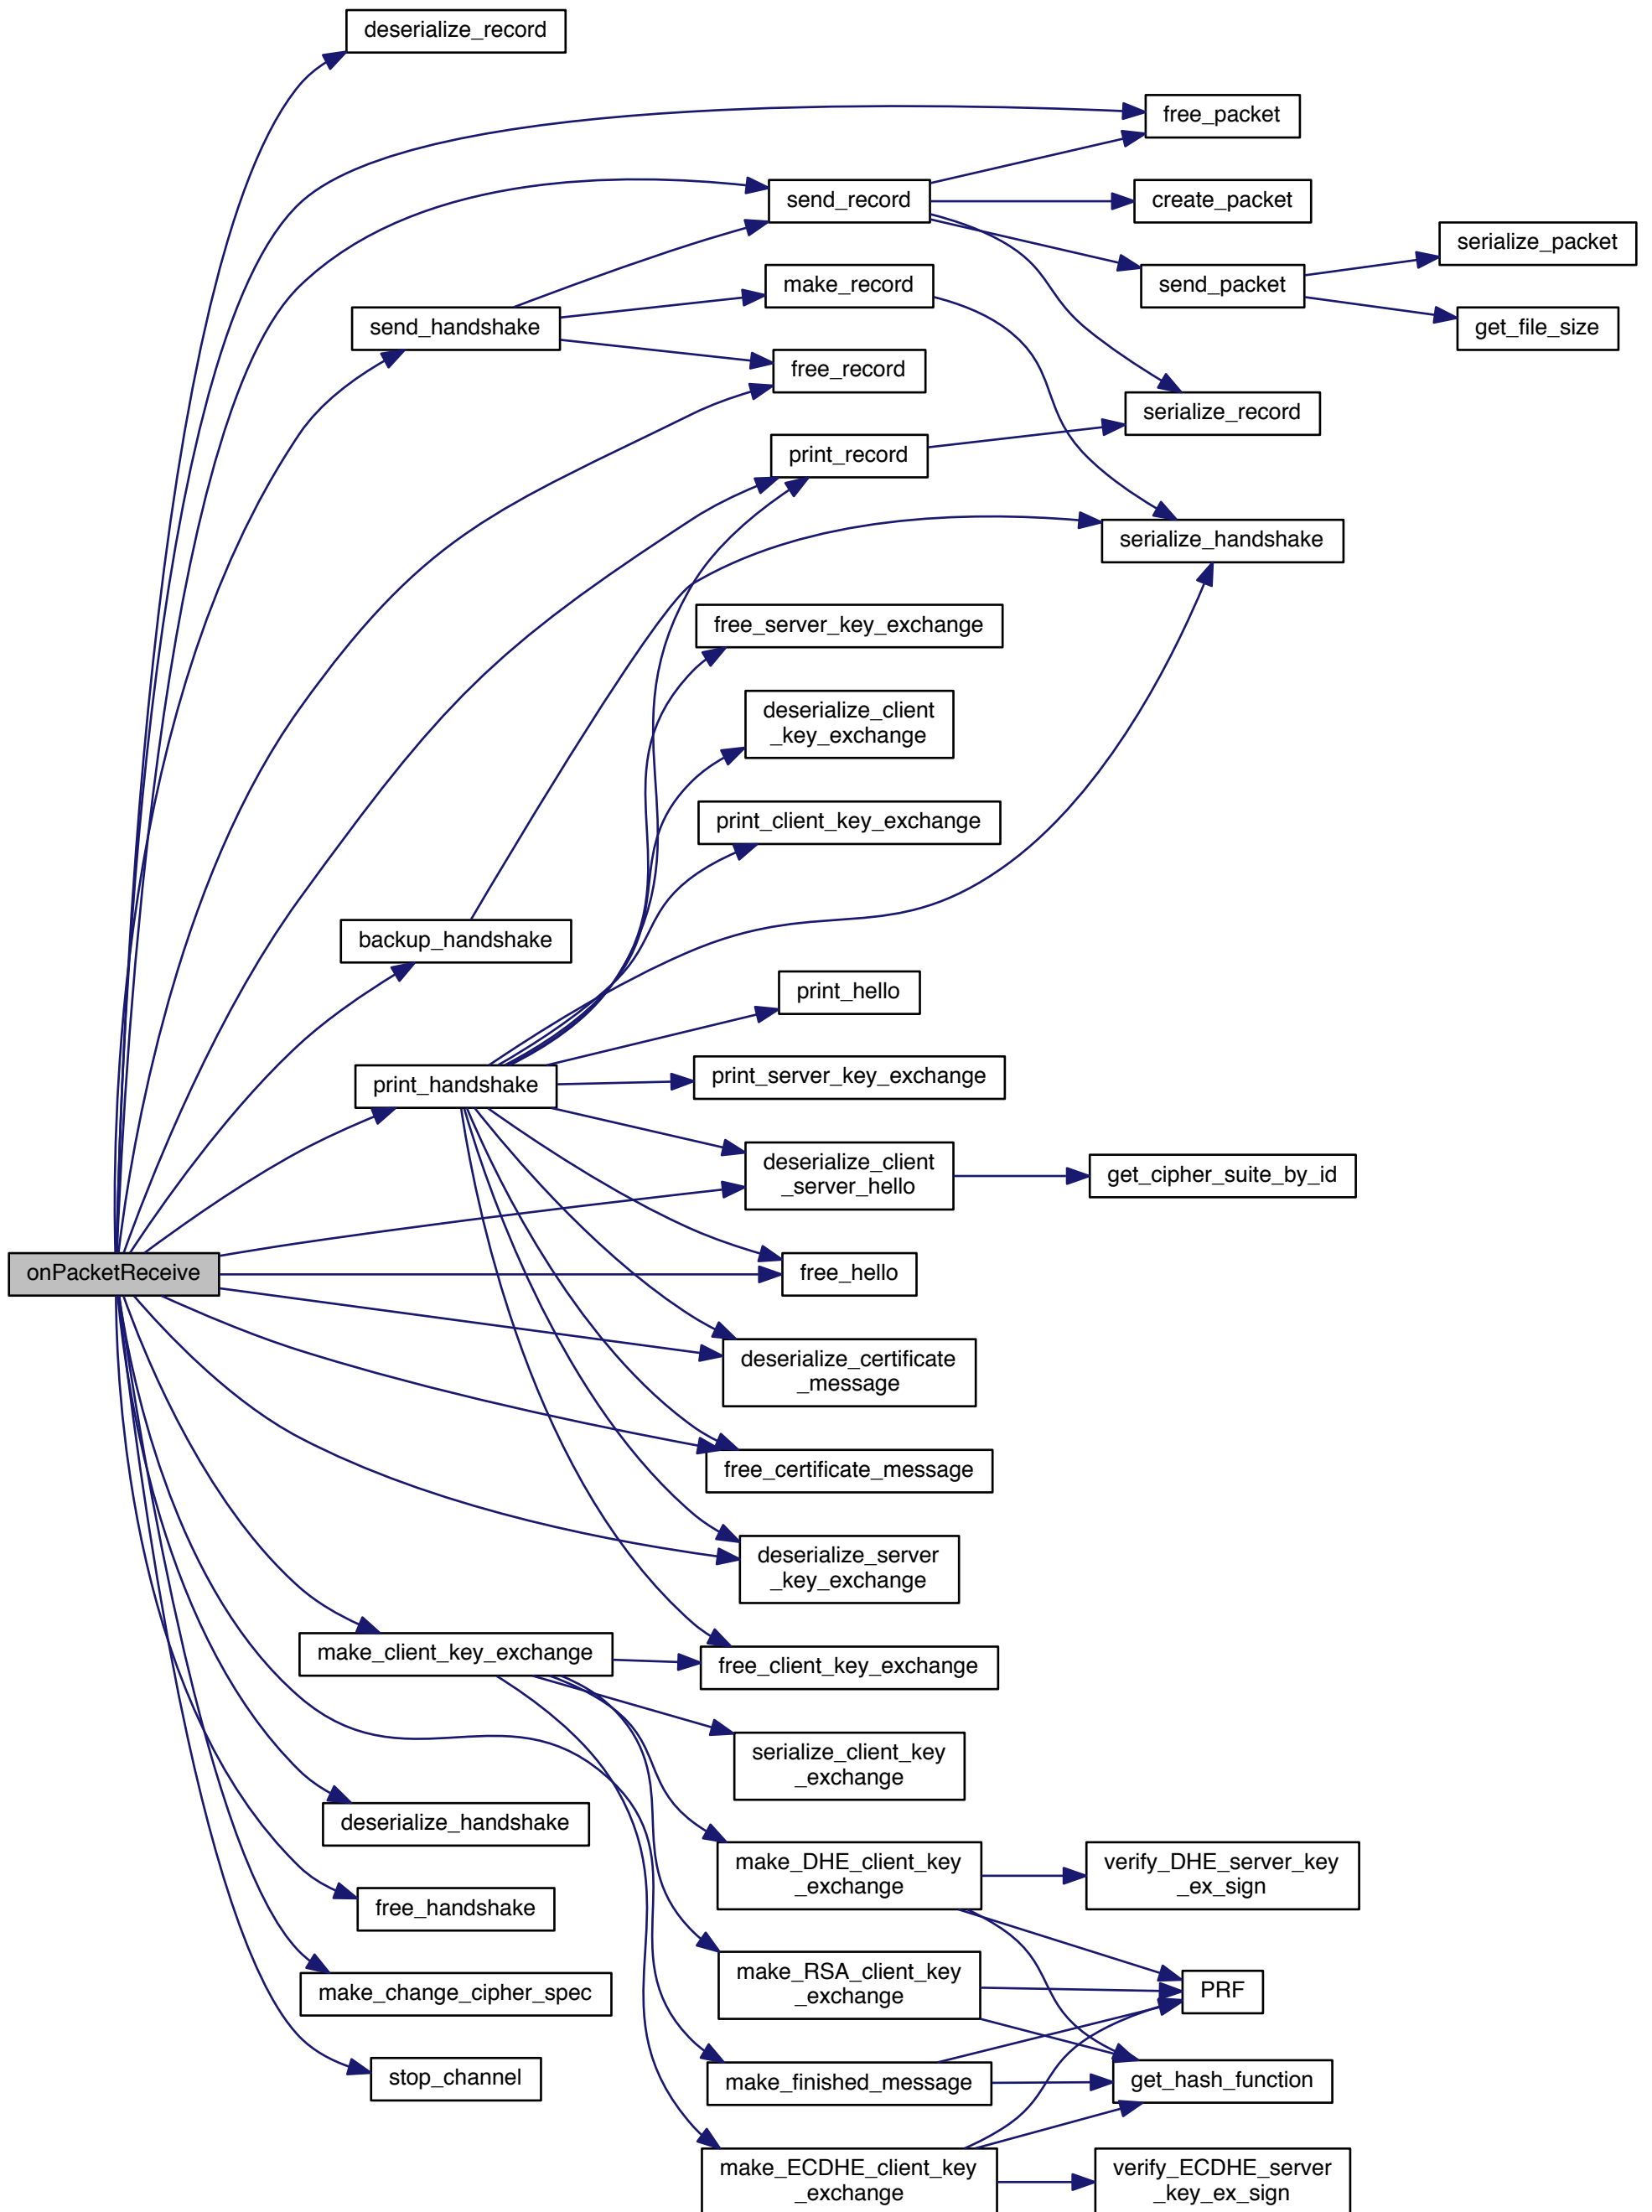 deserialize_record
free_packet
send_record
create_packet
serialize_packet
send_packet
make_record
get_file_size
send_handshake
free_record
serialize_record
print_record
serialize_handshake
free_server_key_exchange
deserialize_client
_key_exchange
print_client_key_exchange
backup_handshake
print_hello
print_handshake
print_server_key_exchange
deserialize_client
_server_hello
get_cipher_suite_by_id
onPacketReceive
free_hello
deserialize_certificate
_message
free_certificate_message
deserialize_server
_key_exchange
make_client_key_exchange
free_client_key_exchange
serialize_client_key
_exchange
deserialize_handshake
make_DHE_client_key
_exchange
verify_DHE_server_key
_ex_sign
free_handshake
make_RSA_client_key
_exchange
make_change_cipher_spec
PRF
stop_channel
make_finished_message
get_hash_function
make_ECDHE_client_key
_exchange
verify_ECDHE_server
_key_ex_sign